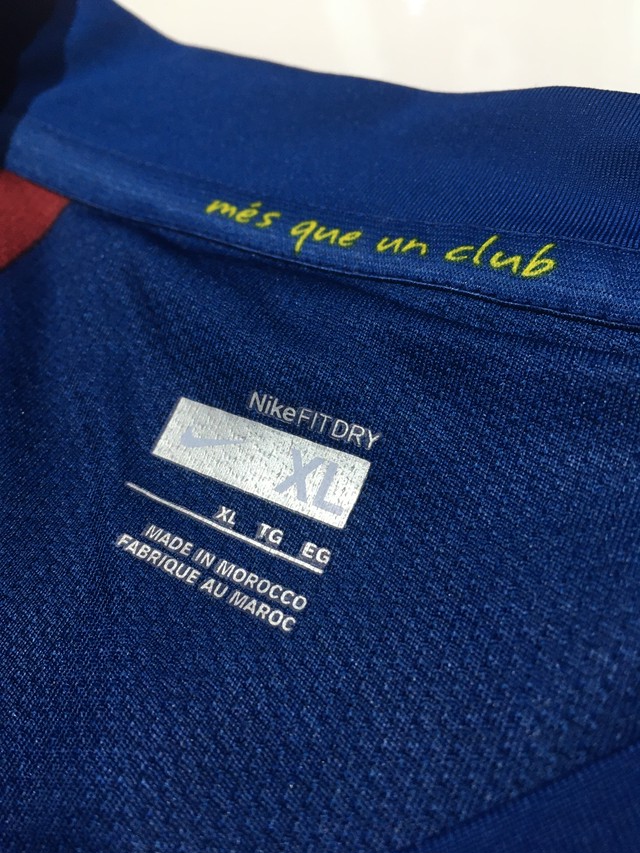 més que un club
NikeFITDRY
XL
XL TG EG
MADE IN MOROCCO
FABRIQUE AU MAROC